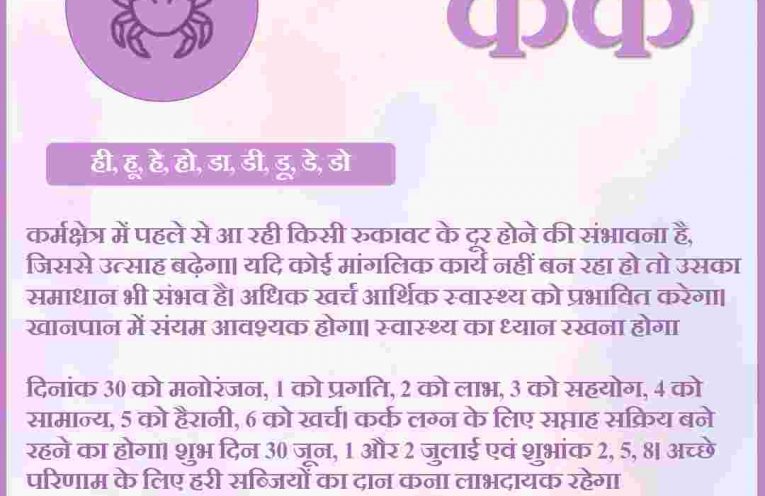 कर्क
ही, हू, हे, हो, डा, डी, डू, डे, डो
कर्मक्षेत्र में पहले से आ रही किसी रुकावट के दूर होने की संभावना है,
जिससे उत्साह बढ़ेगा। यदि कोई मांगलिक कार्य नहीं बन रहा हो तो उसका
समाधान भी संभव है। अधिक खर्च आर्थिक स्वास्थ्य को प्रभावित करेगा।
खानपान में संयम आवश्यक होगा। स्वास्थ्य का ध्यान रखना होगा
दिनांक 30 को मनोरंजन, 1 को प्रगति, 2 को लाभ, 3 को सहयोग, 4 को
सामान्य, 5 को हैरानी, 6 को खर्च। कर्क लग्न के लिए सप्ताह सक्रिय बने
रहने का होगा। शुभ दिन 30 जून, 1 और 2 जुलाई एवं शुभांक 2, 5, 8। अच्छे
परिणाम के लिए हरी सब्जियों का दान कना लाभदायक रहेगा